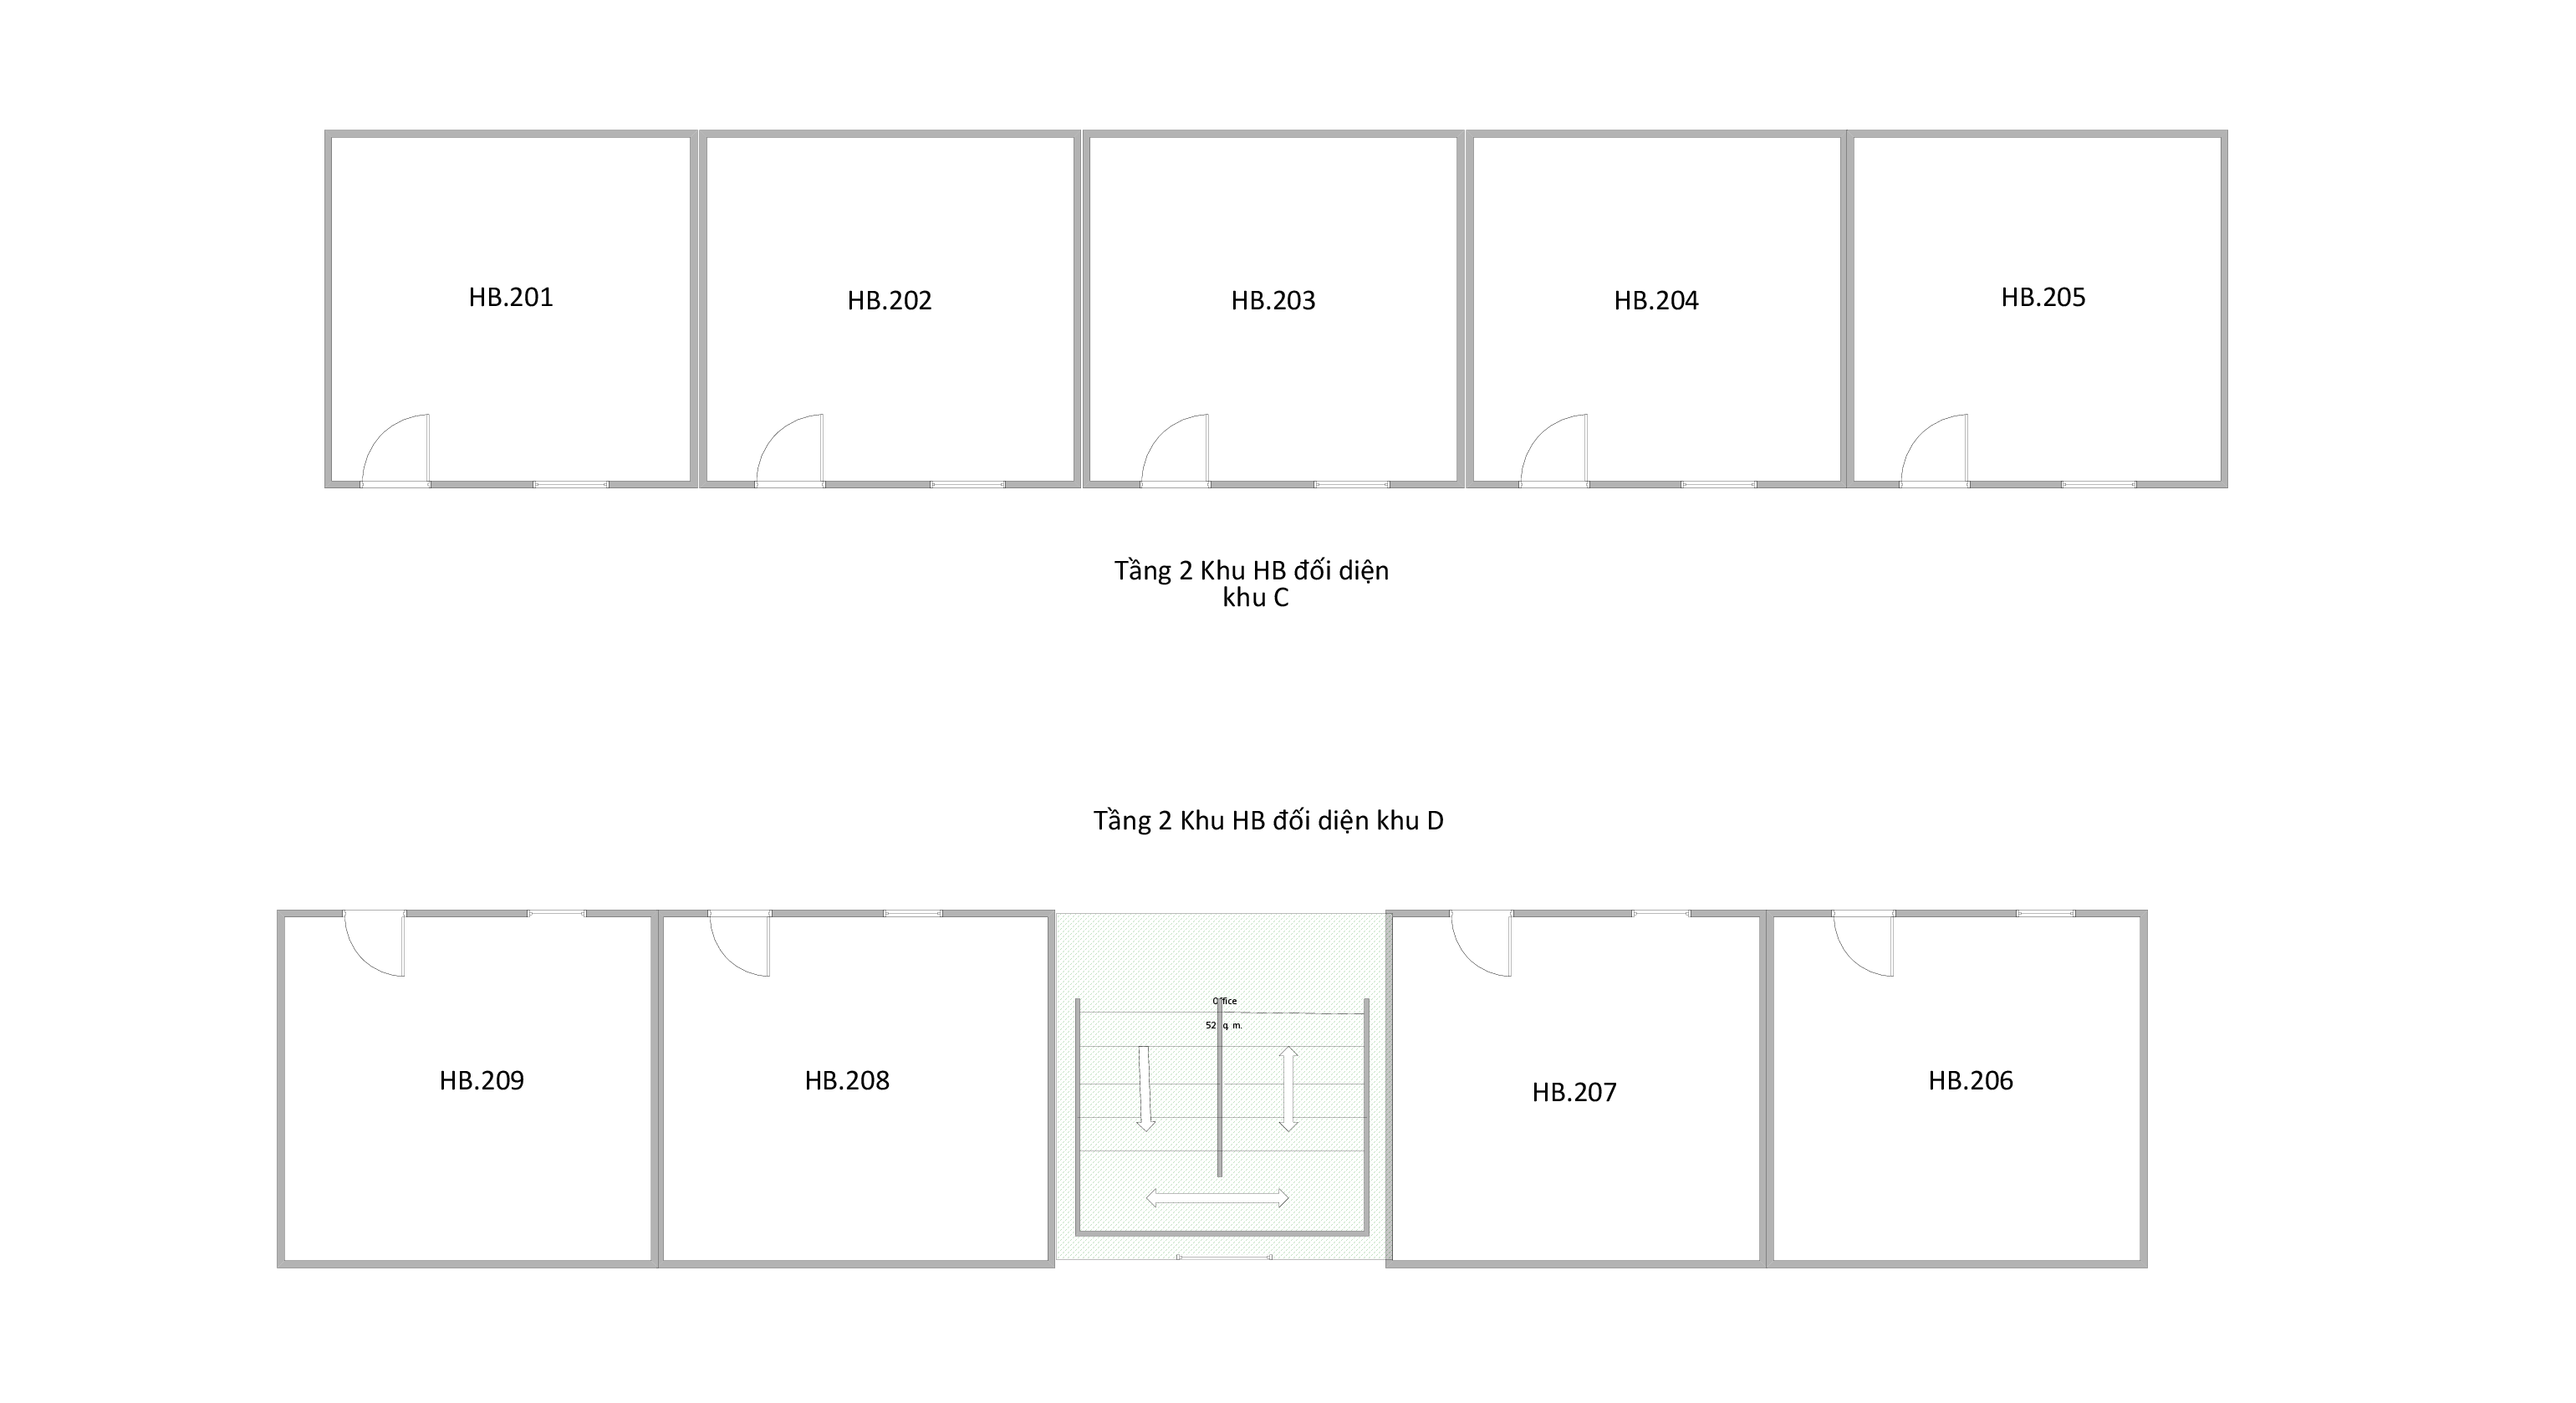 HB.201
HB.202
HB.203
HB.204
HB.205
Tầng 2 Khu HB đối diện
khu C
Tầng 2 Khu HB đối diện khu D
Office
52 q. m.
HB.209
HB.208
HB.207
HB.206